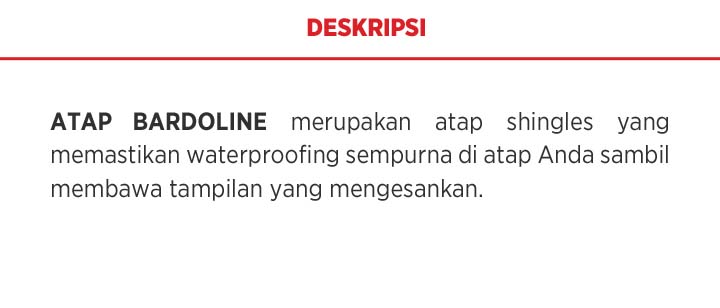 DESKRIPSI
ATAP BARDOLINE merupakan atap shingles yang
memastikan waterproofing sempurna di atap Anda sambil
membawa tampilan yang mengesankan.